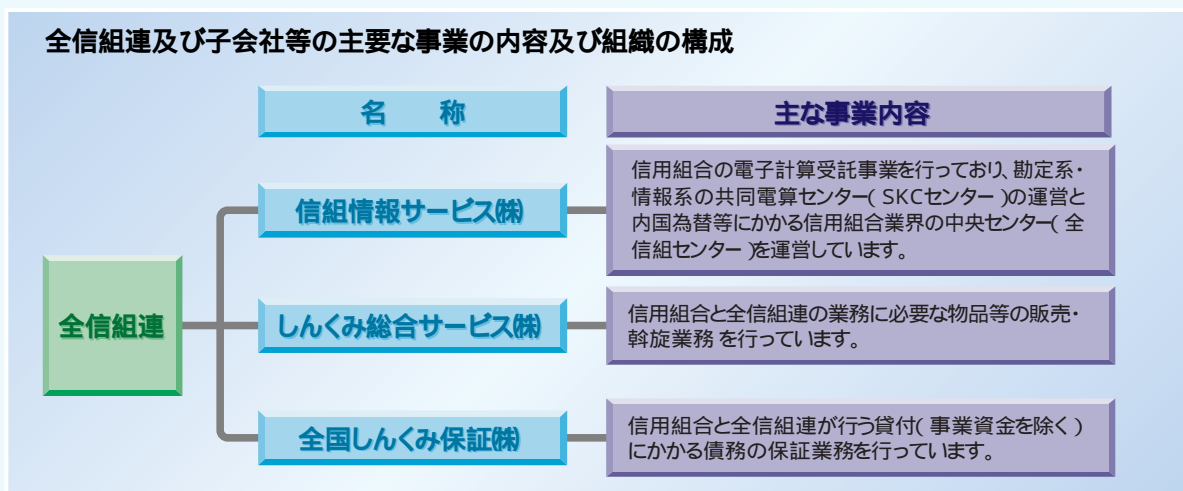 全信組連及び子会社等の主要な事業の内容及び組織の構成
名　称
主な事業内容
全信組連
信組情報サービス㈱
信用組合の電子計算受託事業を行っており、勘定系・
情報系の共同電算センター(SKCセンター)の運営と
内国為替等にかかる信用組合業界の中央センター(全
信組センター)を運営しています。
しんくみ総合サービス㈱
信用組合と全信組連の業務に必要な物品等の販売・
斡旋業務を行っています。
全国しんくみ保証㈱
信用組合と全信組連が行う貸付(事業資金を除く)
にかかる債務の保証業務を行っています。